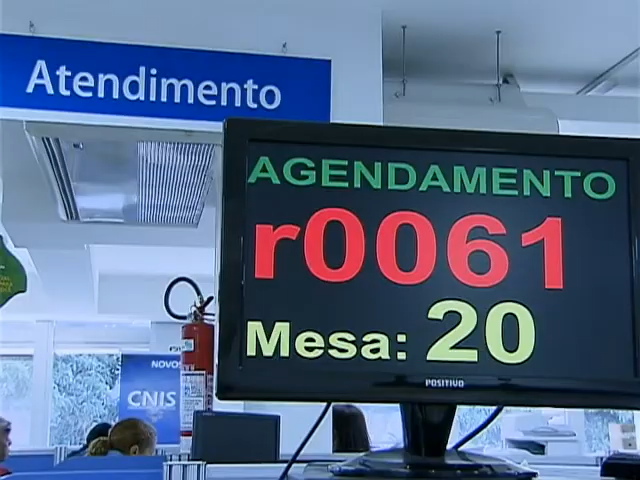 Atendimento
AGENDAMENTO
r0061
Mesa: 20
POSITIVO
NOVOS
CNIS